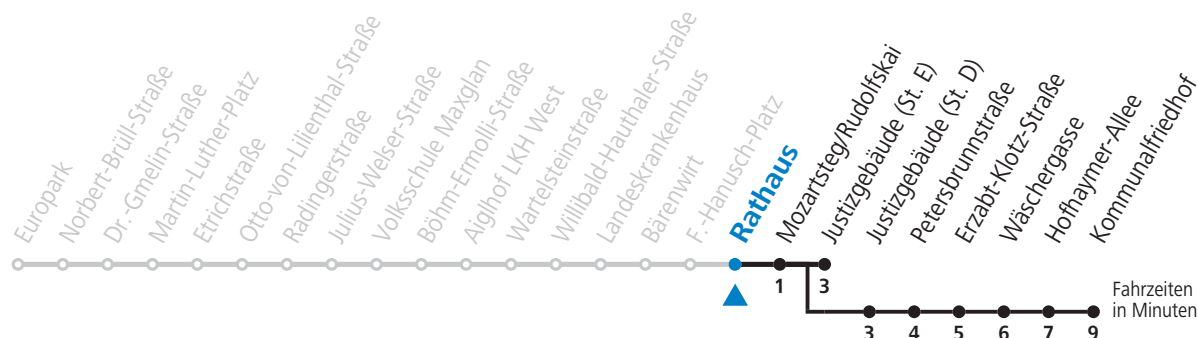 Europark
Norbert-Brüll-Straße
Dr.-Gmelin-Straße
Martin-Luther-Platz
Etrichstraße
Otto-von-Lilienthal-Straße
Radingerstraße
Julius-Welser-Straße
Volksschule Maxglan
Böhm-Ermolli-Straße
Aiglhof LKH West
Wartelsteinstraße
Willibald-Hauthaler-Straße
Landeskrankenhaus
Bärenwirt
F.-Hanusch-Platz
Rathaus
Mozartsteg/Rudolfskai
Justizgebäude (St. E)
Justizgebäude (St. D)
Petersbrunnstraße
Erzabt-Klotz-Straße
Wäschergasse
Hofhaymer-Allee
Kommunalfriedhof
1 3
Fahrzeiten
in Minuten
3 4 5 6 7 9